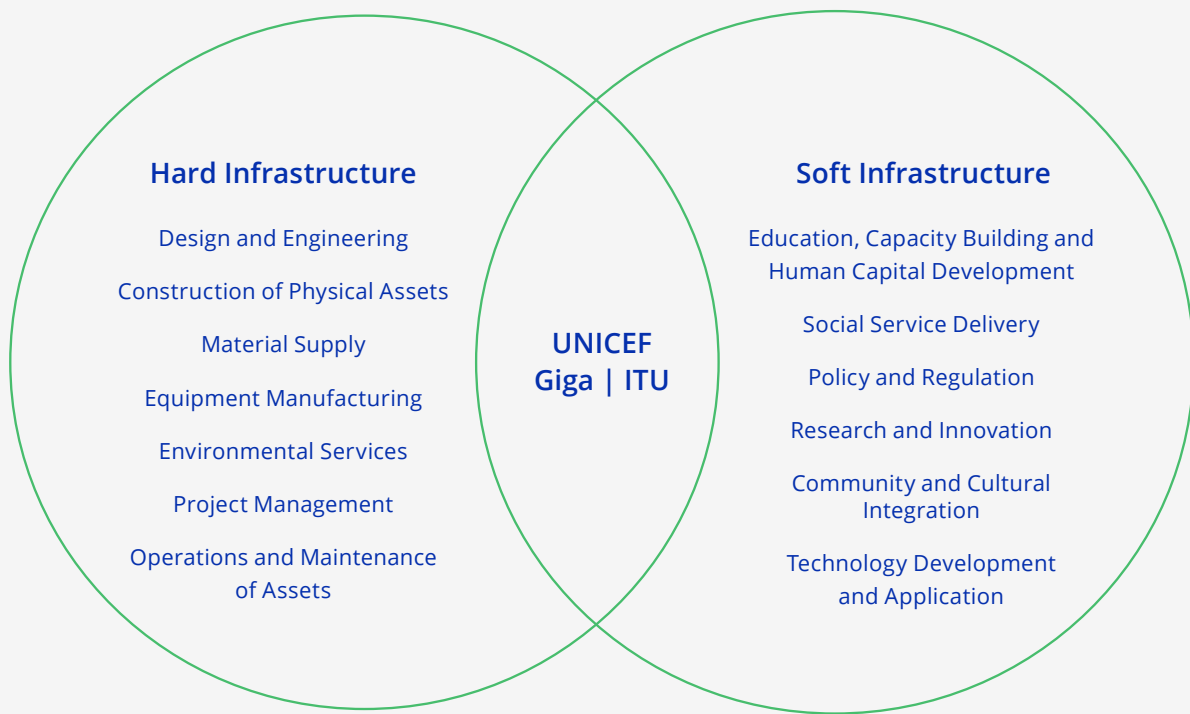 Hard Infrastructure
Design and Engineering
Construction of Physical Assets
Material Supply
Equipment Manufacturing
Environmental Services
Project Management
Operations and Maintenance
of Assets
UNICEF
Giga | ITU
Soft Infrastructure
Education, Capacity Building and
Human Capital Development
Social Service Delivery
Policy and Regulation
Research and Innovation
Community and Cultural
Integration
Technology Development
and Application